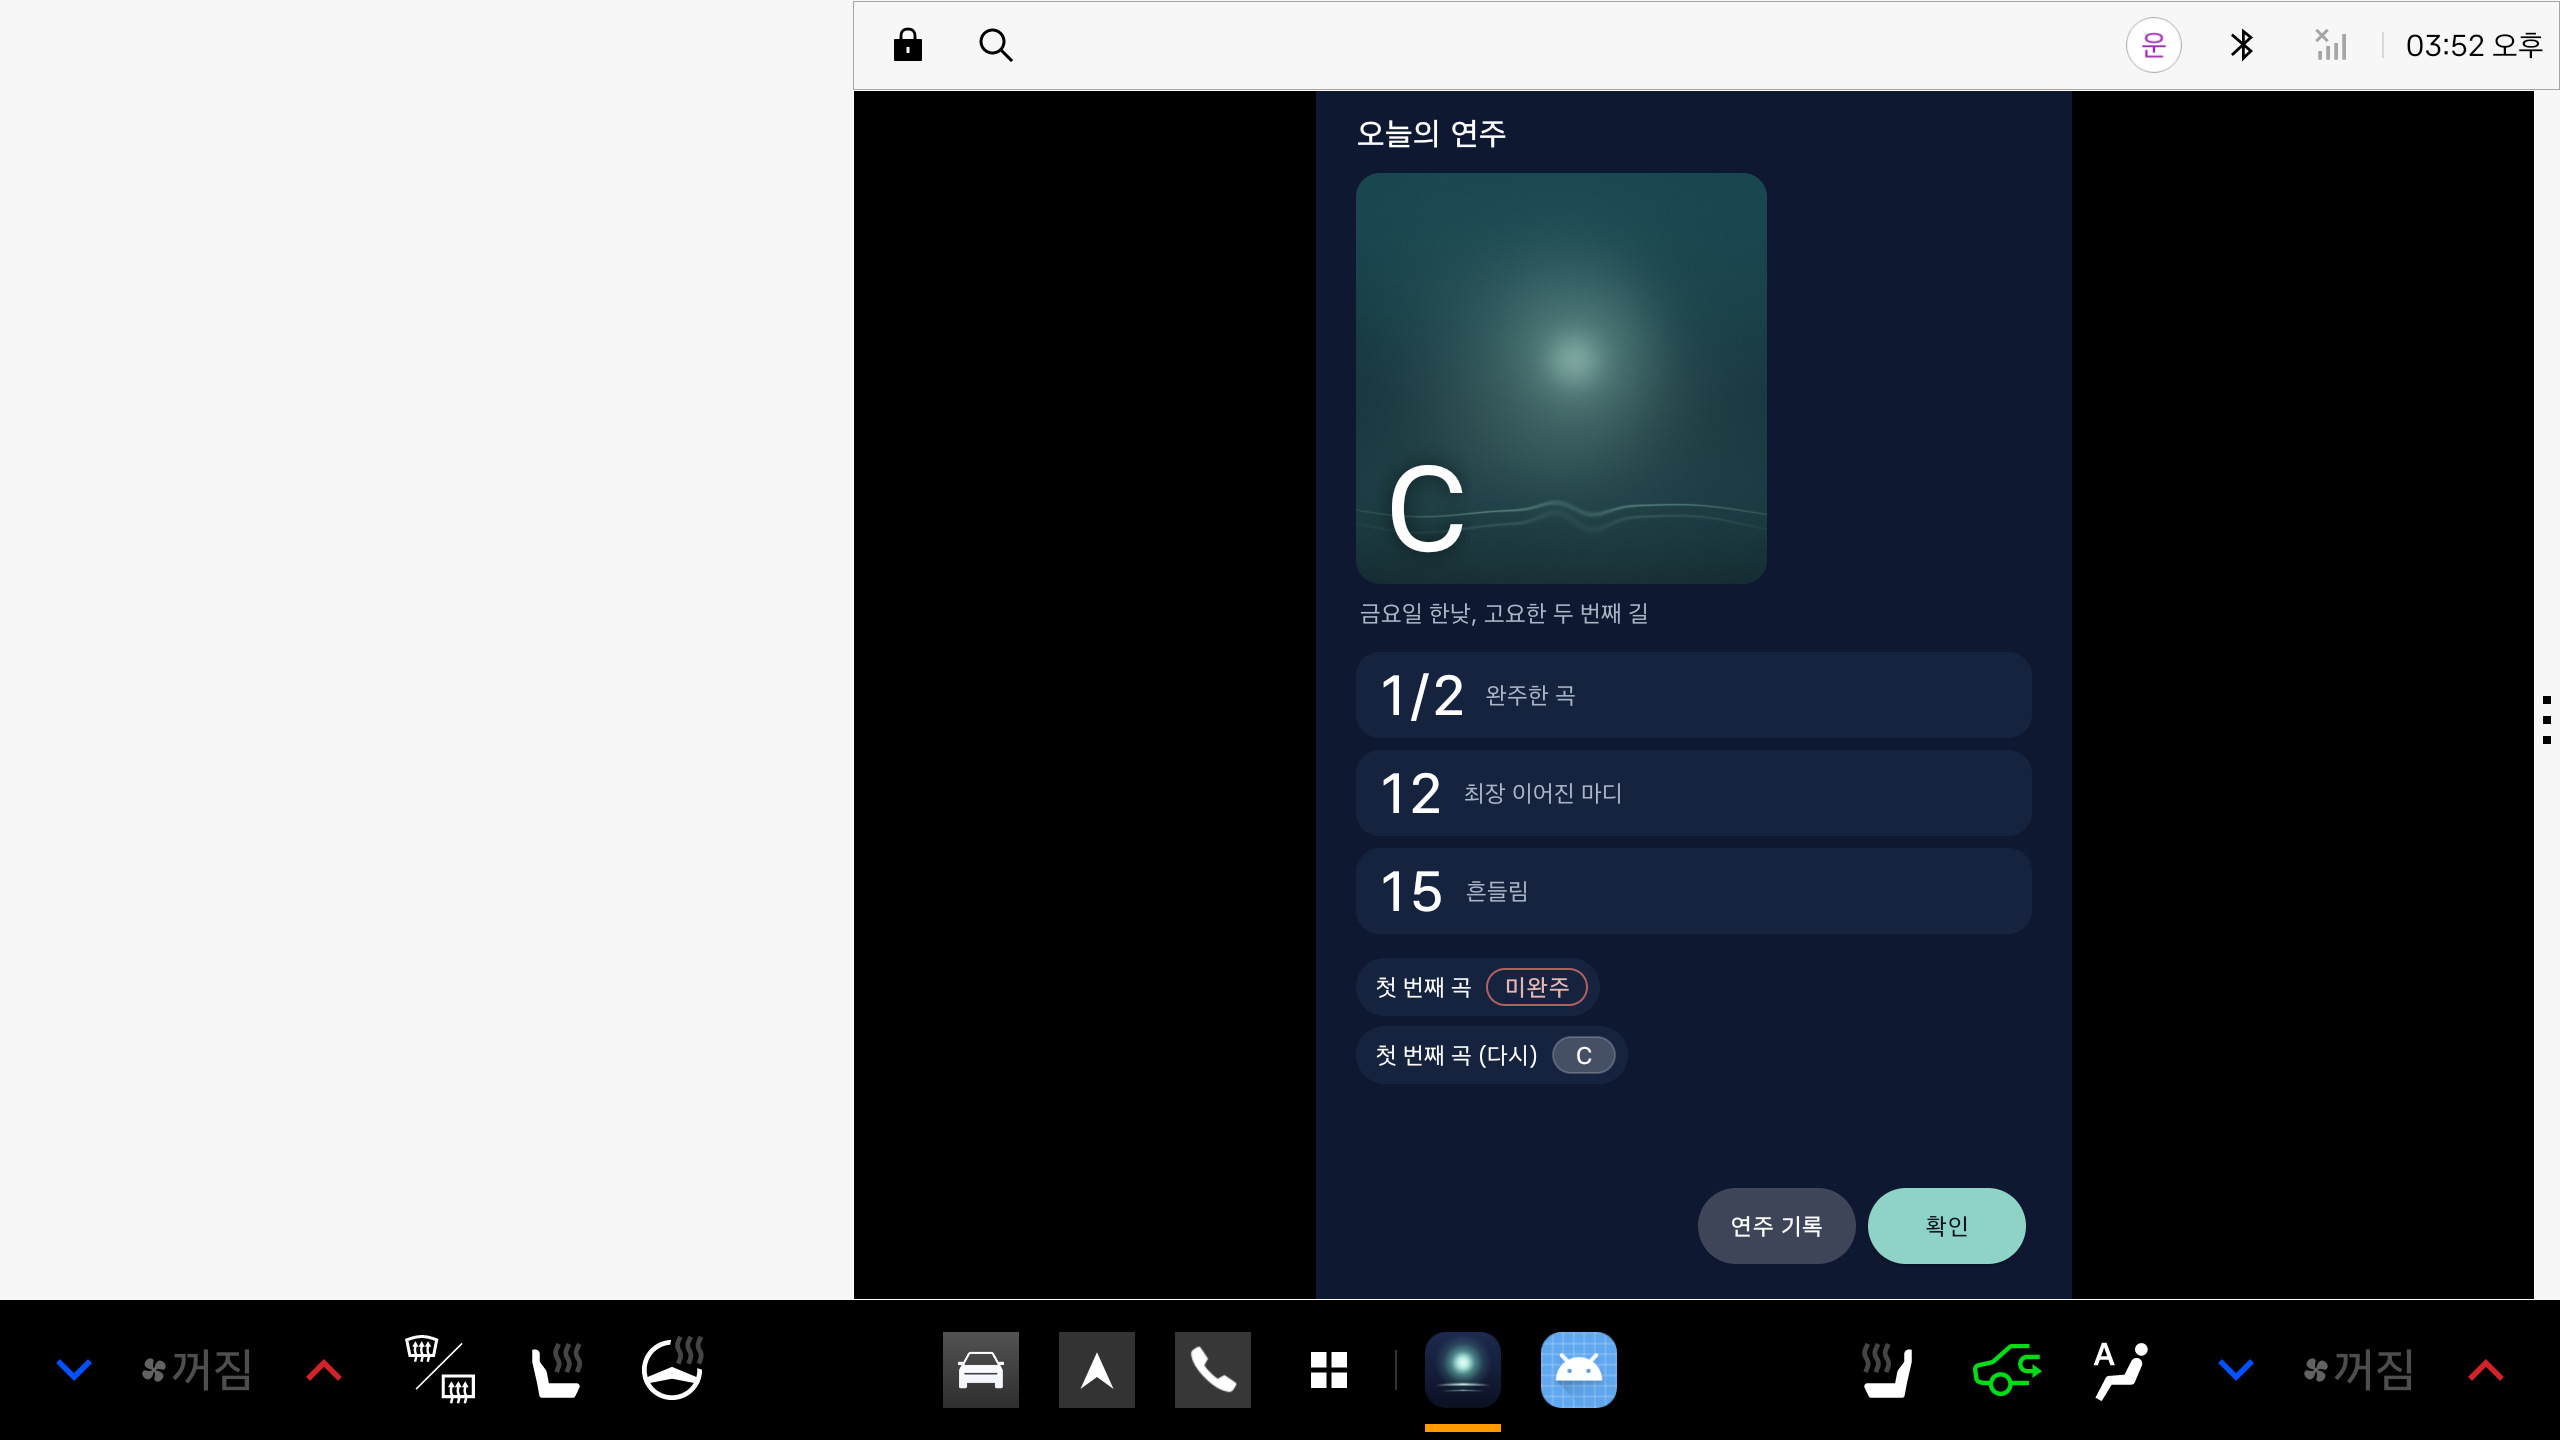 운
03:52 오후
오늘의 연주
C
금요일 한낮, 고요한 두 번째 길
1/2 완주한 곡
12 최장 이어진 마디
15 흔들림
첫 번째 곡 미완주
첫 번째 곡 (다시) C
연주 기록 확인
꺼짐 A 꺼짐